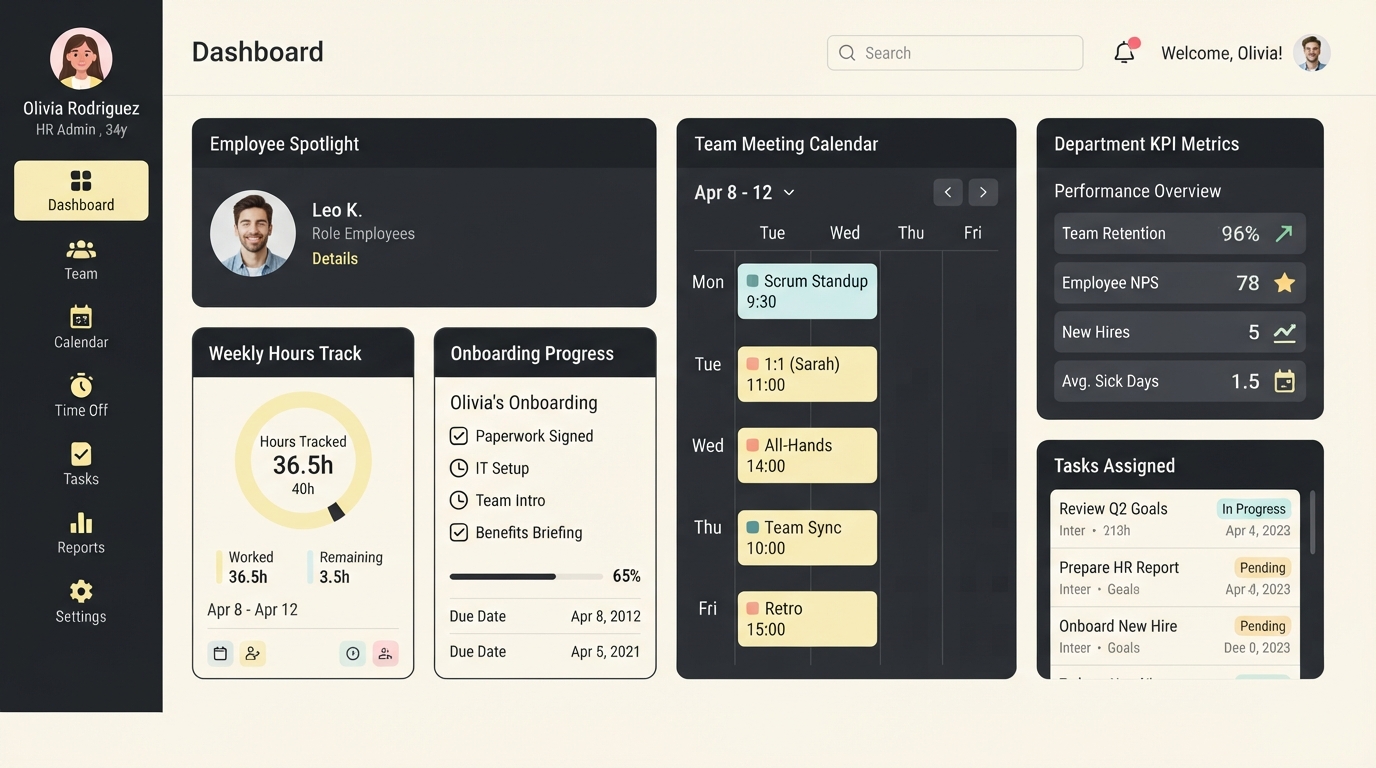 Olivia Rodriguez
HR Admin , 34y
Dashboard
Team
Calendar
Time Off
Tasks
Reports
Settings
Dashboard
Search
Welcome, Olivia!
Employee Spotlight
Leo K.
Role Employees
Details
Weekly Hours Track
Hours Tracked
36.5h
40h
Worked
36.5h
Remaining
3.5h
Apr 8 - Apr 12
Onboarding Progress
Olivia's Onboarding
Paperwork Signed
IT Setup
Team Intro
Benefits Briefing
65%
Due Date Apr 8, 2012
Due Date Apr 5, 2021
Team Meeting Calendar
Apr 8 - 12
Tue Wed Thu Fri
Mon
Scrum Standup
9:30
Tue
1:1 (Sarah)
11:00
Wed
All-Hands
14:00
Thu
Team Sync
10:00
Fri
Retro
15:00
Department KPI Metrics
Performance Overview
Team Retention 96%
Employee NPS 78
New Hires 5
Avg. Sick Days 1.5
Tasks Assigned
Review Q2 Goals In Progress
Inter • 213h Apr 4, 2023
Prepare HR Report Pending
Inteer • Goals Apr 2023
Onboard New Hire Pending
Inteer • Goals Dee 0, 2023